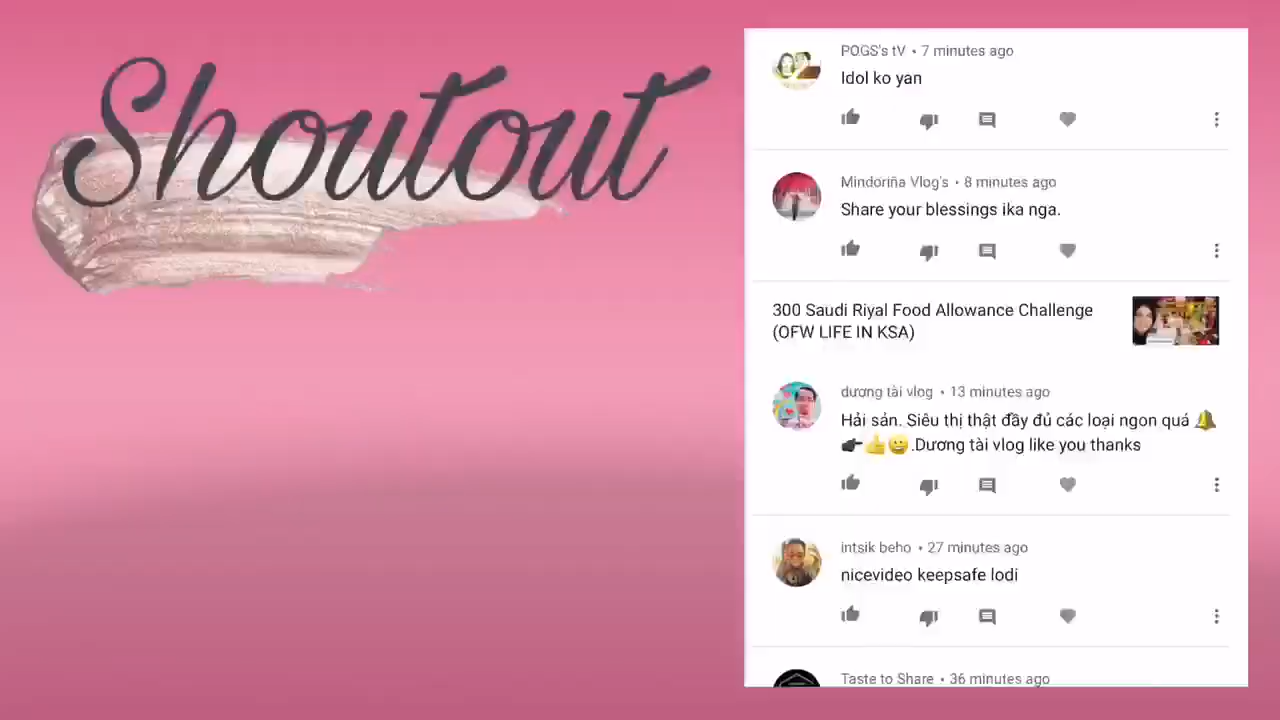 Shoutout
POGS's tV • 7 minutes ago
Idol ko yan
Mindoriña Vlog's • 8 minutes ago
Share your blessings ika nga.
300 Saudi Riyal Food Allowance Challenge
(OFW LIFE IN KSA)
dương tài vlog • 13 minutes ago
Hải sản. Siêu thị thật đầy đủ các loại ngon quá 🔔
👉👍😀.Dương tài vlog like you thanks
intsik beho • 27 minutes ago
nicevideo keepsafe lodi
Taste to Share • 36 minutes ago